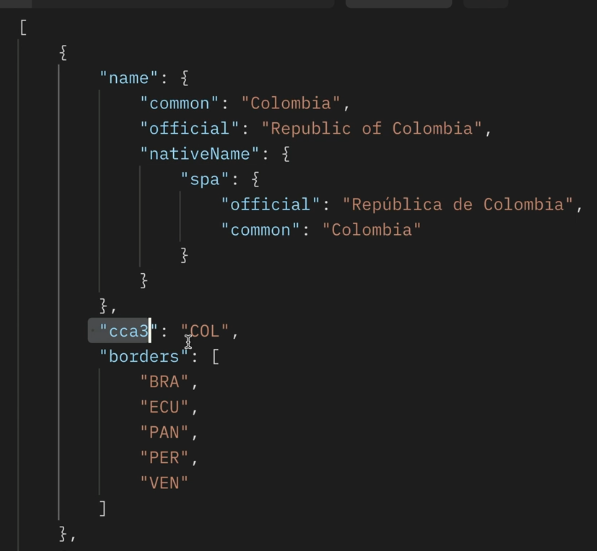 [
{
"name": {
"common": "Colombia",
"official": "Republic of Colombia",
"nativeName": {
"spa": {
"official": "República de Colombia",
"common": "Colombia"
}
}
},
"cca3": "COL",
"borders": [
"BRA",
"ECU",
"PAN",
"PER",
"VEN"
]
},